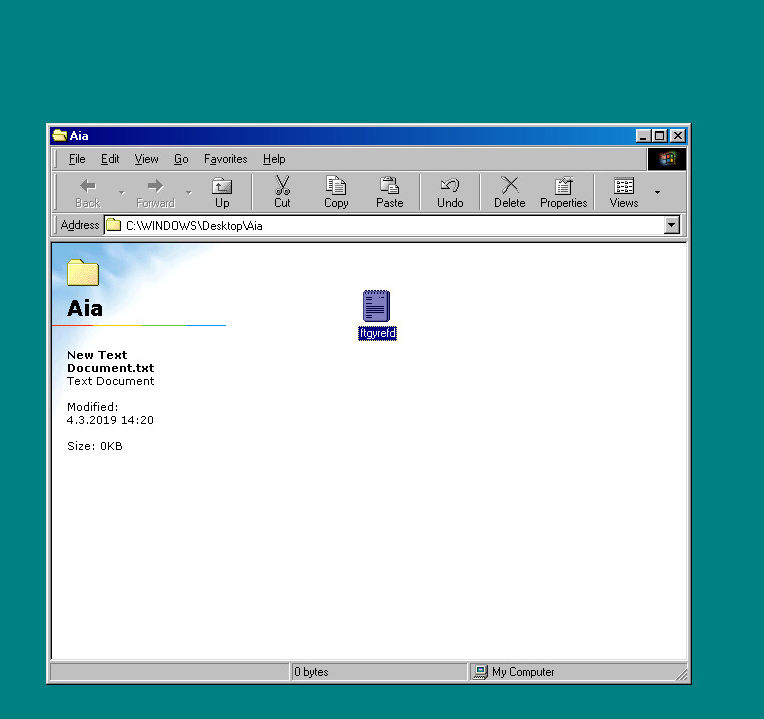 Aia
File Edit View Go Favorites Help
Back Forward Up Cut Copy Paste Undo Delete Properties Views
Address C:\WINDOWS\Desktop\Aia
Aia
ftgyrefd
New Text
Document.txt
Text Document
Modified:
4.3.2019 14:20
Size: 0KB
0 bytes My Computer